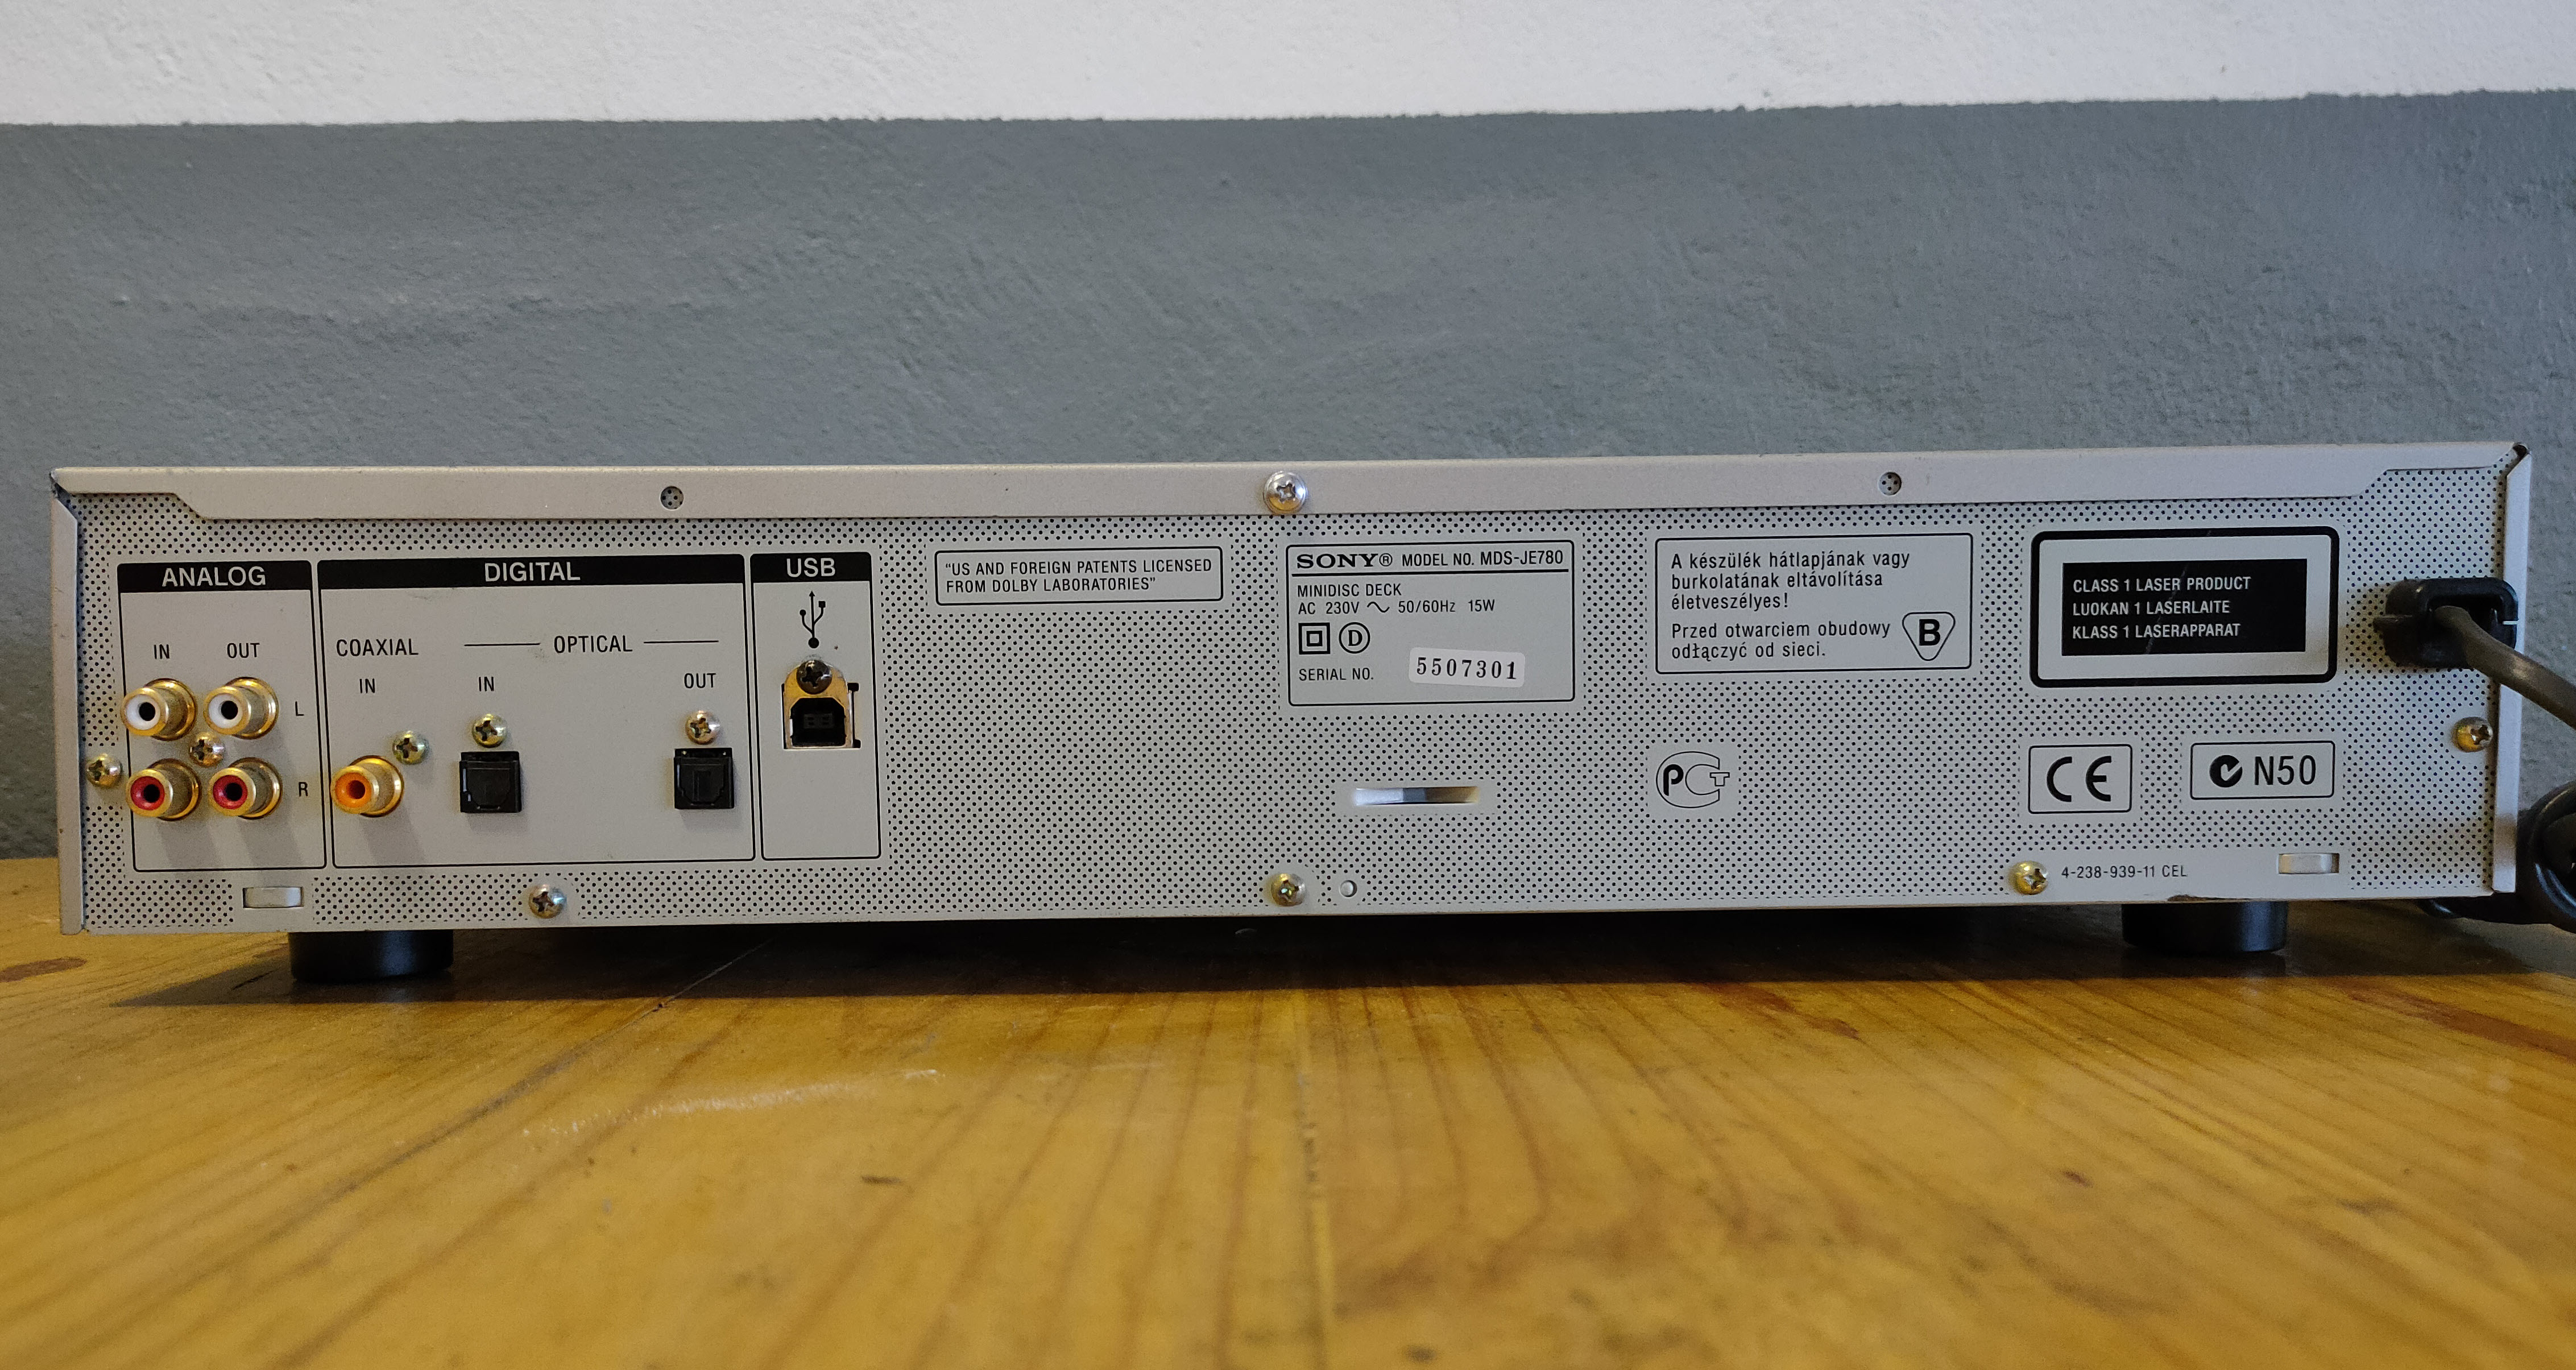 ANALOG
IN OUT
L
R
DIGITAL
COAXIAL OPTICAL
IN IN OUT
USB
"US AND FOREIGN PATENTS LICENSED
FROM DOLBY LABORATORIES"
SONY® MODEL NO. MDS-JE780
MINIDISC DECK
AC 230V ～ 50/60Hz 15W
D
SERIAL NO. 5507301
A készülék hátlapjának vagy
burkolatának eltávolítása
életveszélyes!
Przed otwarciem obudowy
odłączyć od sieci.
B
CLASS 1 LASER PRODUCT
LUOKAN 1 LASERLAITE
KLASS 1 LASERAPPARAT
PCT
CE
N50
4-238-939-11 CEL